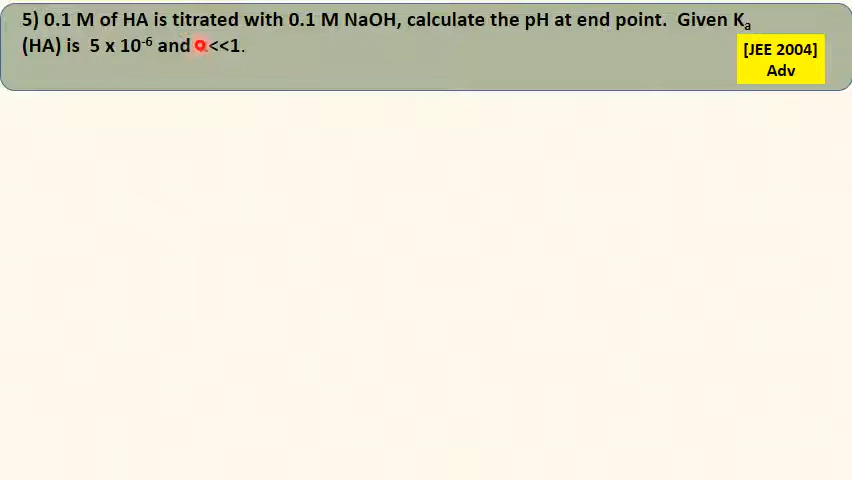 5) 0.1 M of HA is titrated with 0.1 M NaOH, calculate the pH at end point. Given Kₐ
(HA) is 5 x 10⁻⁶ and <<1.
[JEE 2004]
Adv